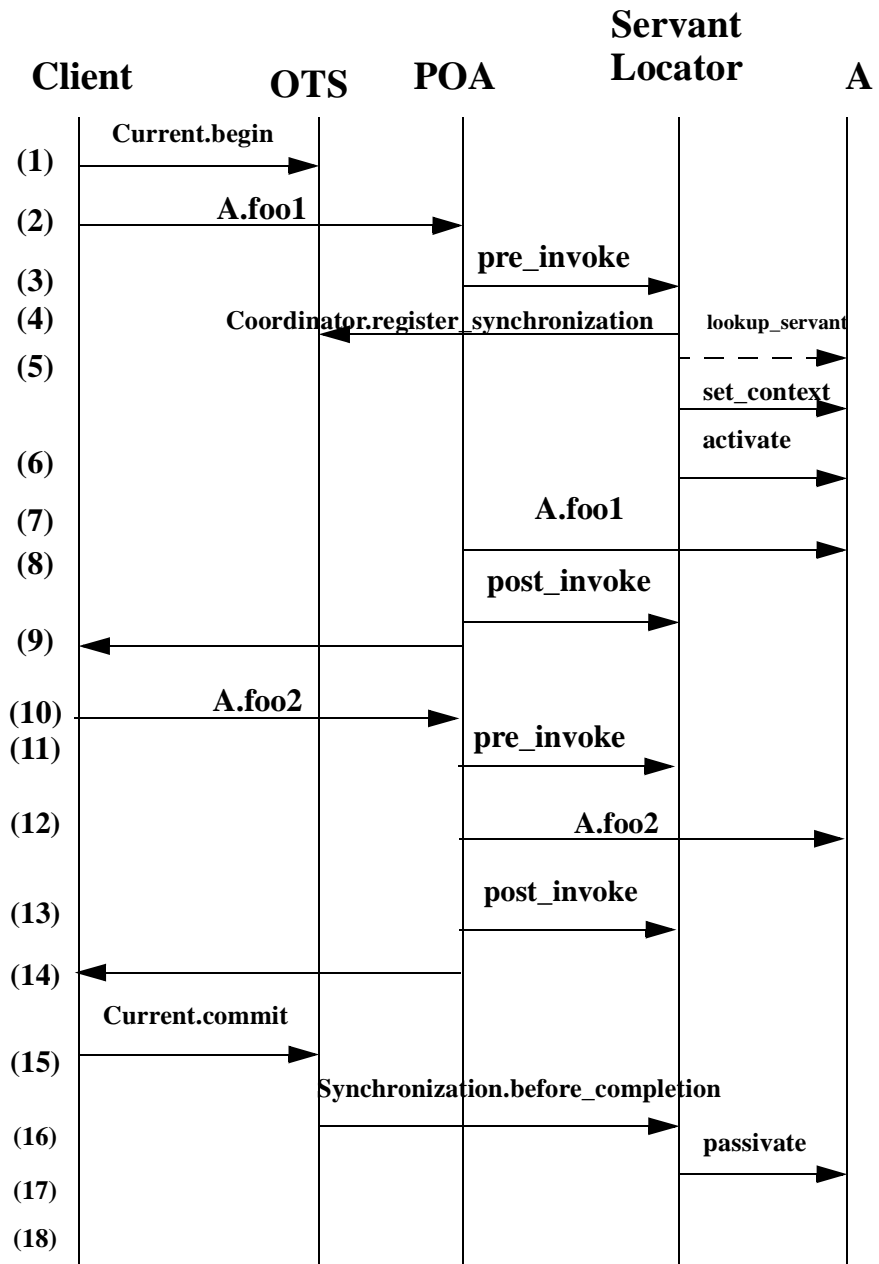 Servant
Locator
Client
OTS
POA
A
Current.begin
(1)
A.foo1
(2)
pre_invoke
(3)
(4)
Coordinator.register_synchronization
lookup_servant
(5)
set_context
activate
(6)
A.foo1
(7)
(8)
post_invoke
(9)
A.foo2
(10)
pre_invoke
(11)
A.foo2
(12)
post_invoke
(13)
(14)
Current.commit
(15)
Synchronization.before_completion
(16)
passivate
(17)
(18)